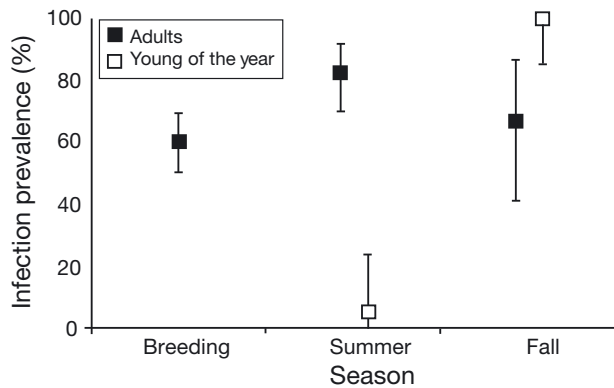 100
80
60
40
20
0
Infection prevalence (%)
Adults
Young of the year
Breeding Summer Fall
Season